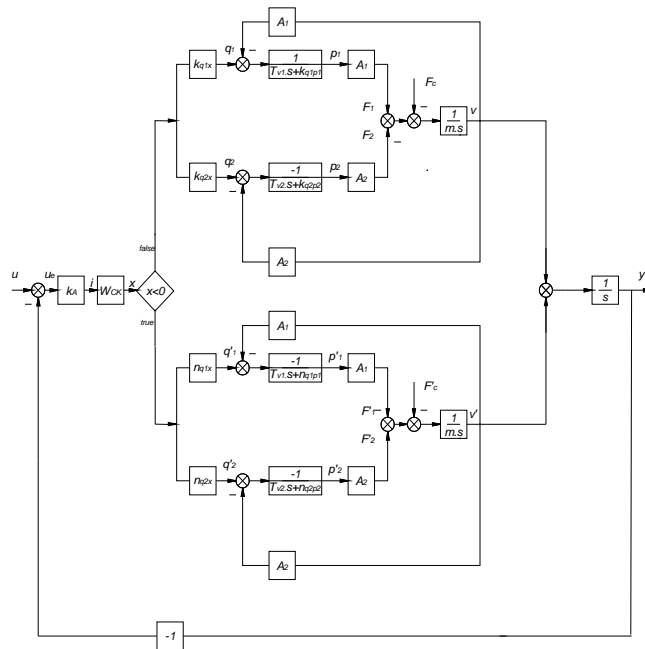 A1
q1 − p1
kq1x 1 A1
Tv1.s+kq1p1
Fc
F1 − 1 v
F2 m.s
−
q2 p2
kq2x − -1 A2
Tv2.s+kq2p2
false A2
u ue i x y
kA WCK x<0 1
− s
true A1
q'1 − p'1
nq1x -1 A1
Tv1.s+nq1p1
F'c
F'1 − − 1 v'
F'2 m.s
q'2 p'2
nq2x − -1 A2
Tv2.s+nq2p2
A2
-1